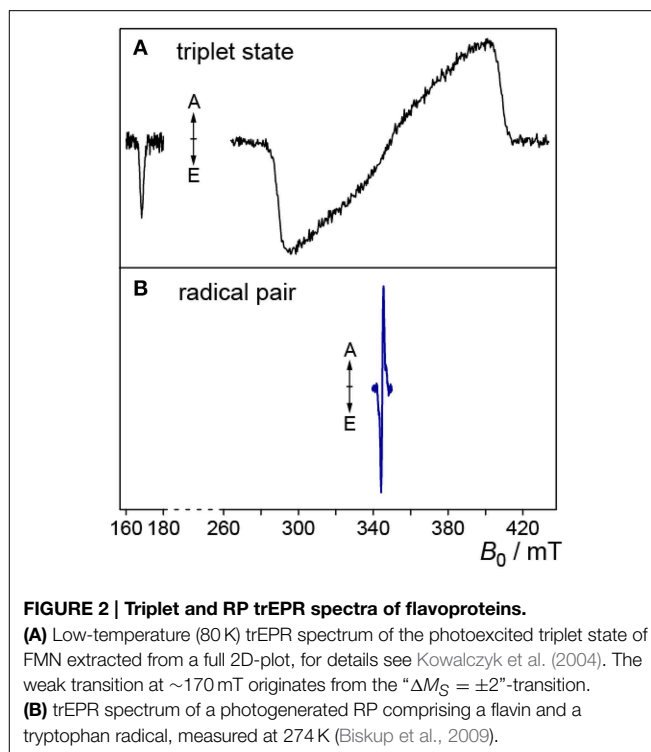 A triplet state
A
E
B radical pair
A
E
160 180 260 300 340 380 420
B₀ / mT
FIGURE 2 | Triplet and RP trEPR spectra of flavoproteins.
(A) Low-temperature (80 K) trEPR spectrum of the photoexcited triplet state of
FMN extracted from a full 2D-plot, for details see Kowalczyk et al. (2004). The
weak transition at ~170 mT originates from the “ΔMS = ±2”-transition.
(B) trEPR spectrum of a photogenerated RP comprising a flavin and a
tryptophan radical, measured at 274 K (Biskup et al., 2009).